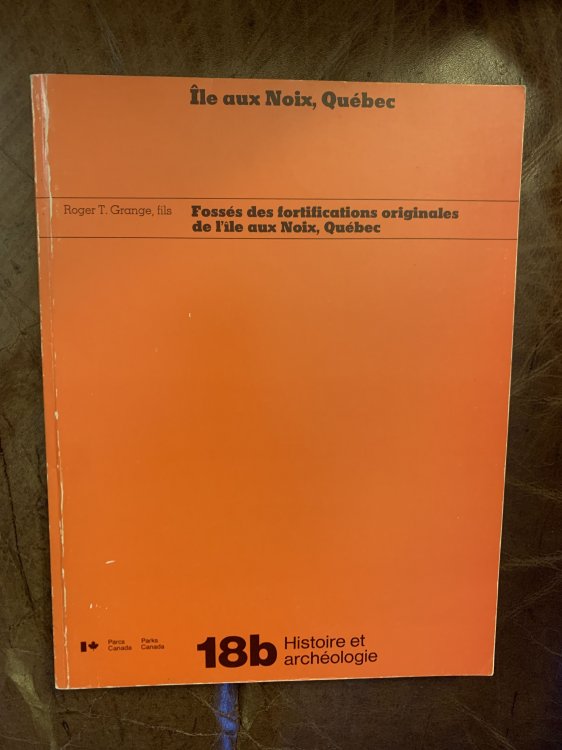 Île aux Noix, Québec
Roger T. Grange, fils
Fossés des fortifications originales
de l'île aux Noix, Québec
Parcs
Canada
Parks
Canada
18b
Histoire et
archéologie